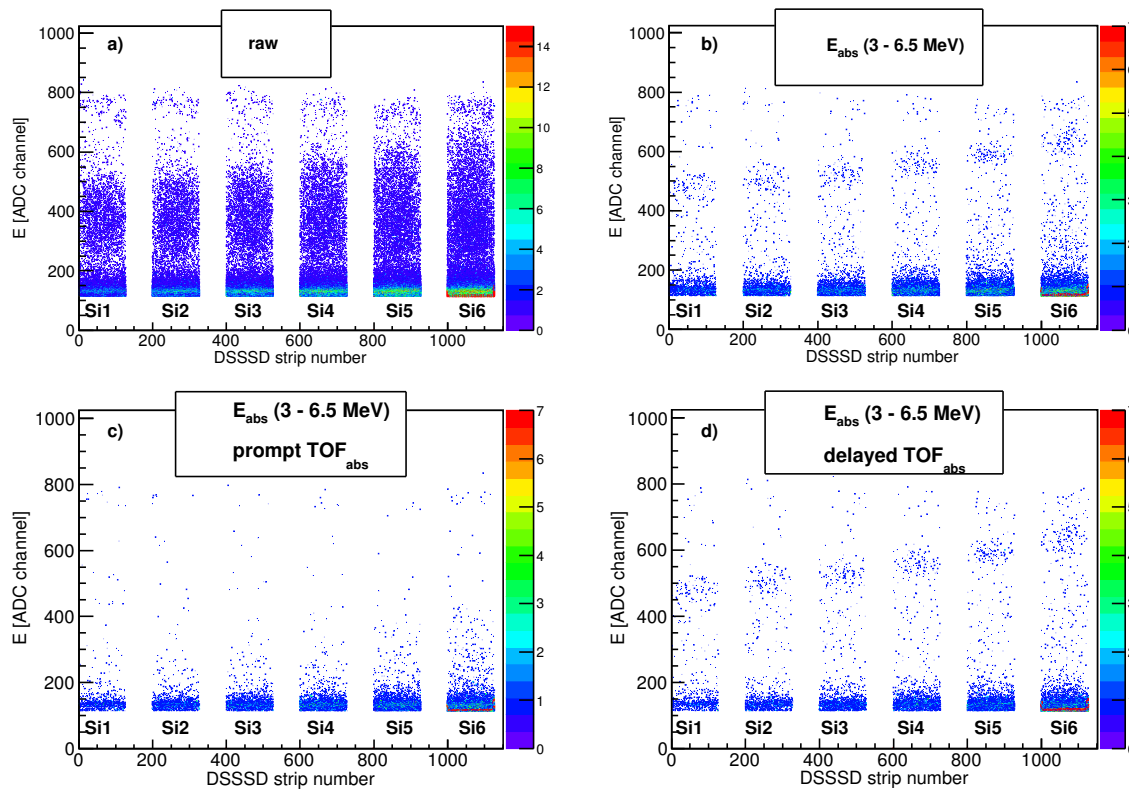 a)
raw
E [ADC channel]
1000
800
600
400
200
0
Si1 Si2 Si3 Si4 Si5 Si6
0 200 400 600 800 1000
DSSSD strip number
14
12
10
8
6
4
2
0
b)
E_abs (3 - 6.5 MeV)
E [ADC channel]
1000
800
600
400
200
0
Si1 Si2 Si3 Si4 Si5 Si6
0 200 400 600 800 1000
DSSSD strip number
c)
E_abs (3 - 6.5 MeV)
prompt TOF_abs
E [ADC channel]
1000
800
600
400
200
0
Si1 Si2 Si3 Si4 Si5 Si6
0 200 400 600 800 1000
DSSSD strip number
7
6
5
4
3
2
1
0
d)
E_abs (3 - 6.5 MeV)
delayed TOF_abs
E [ADC channel]
1000
800
600
400
200
0
Si1 Si2 Si3 Si4 Si5 Si6
0 200 400 600 800 1000
DSSSD strip number